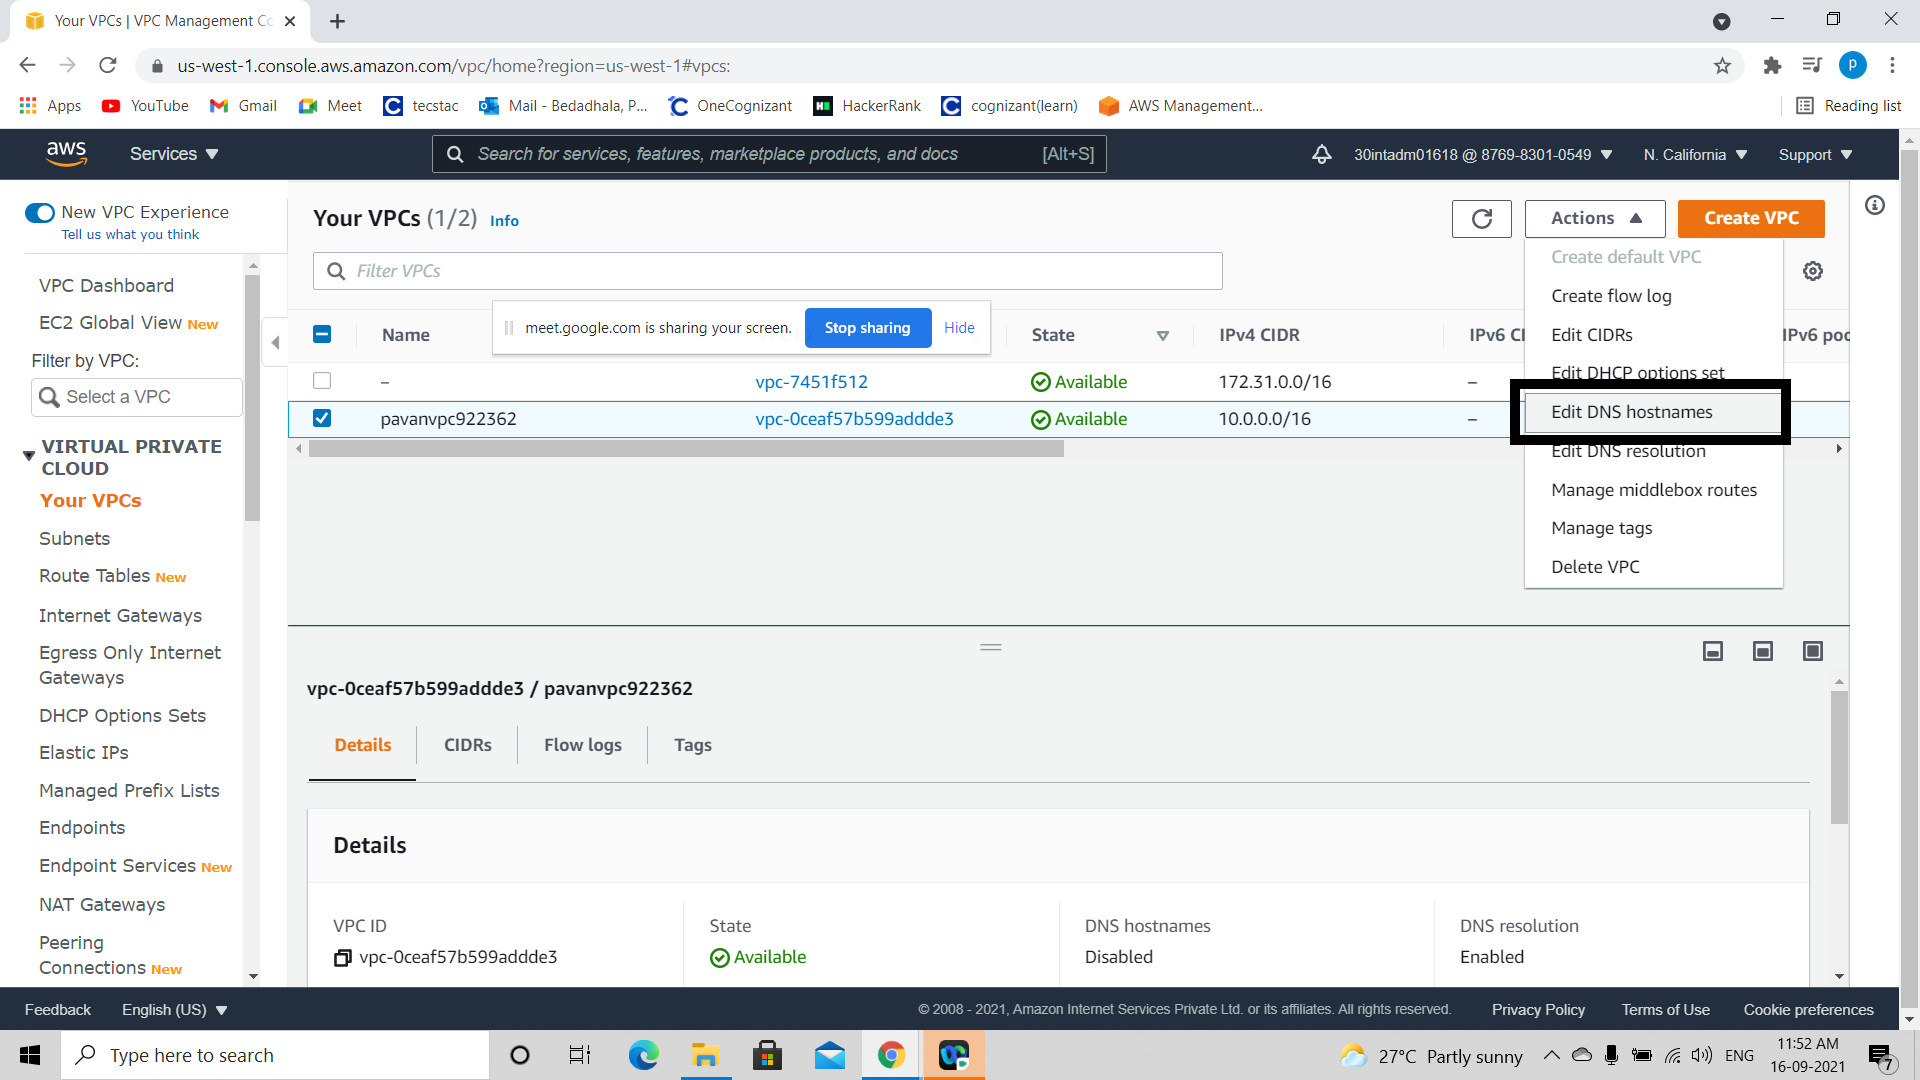 Your VPCs | VPC Management Co
us-west-1.console.aws.amazon.com/vpc/home?region=us-west-1#vpcs:
P
Apps YouTube Gmail Meet tecstac Mail - Bedadhala, P... OneCognizant HackerRank cognizant(learn) AWS Management... Reading list
aws Services Search for services, features, marketplace products, and docs [Alt+S] 30intadm01618 @ 8769-8301-0549 N. California Support
New VPC Experience
Tell us what you think
VPC Dashboard
EC2 Global View New
Filter by VPC:
Select a VPC
VIRTUAL PRIVATE
CLOUD
Your VPCs
Subnets
Route Tables New
Internet Gateways
Egress Only Internet
Gateways
DHCP Options Sets
Elastic IPs
Managed Prefix Lists
Endpoints
Endpoint Services New
NAT Gateways
Peering
Connections New
Your VPCs (1/2) Info
Actions Create VPC
Filter VPCs
meet.google.com is sharing your screen. Stop sharing Hide
Name State IPv4 CIDR IPv6 CI IPv6 poc
– vpc-7451f512 Available 172.31.0.0/16 –
pavanvpc922362 vpc-0ceaf57b599addde3 Available 10.0.0.0/16 –
Create default VPC
Create flow log
Edit CIDRs
Edit DHCP options set
Edit DNS hostnames
Edit DNS resolution
Manage middlebox routes
Manage tags
Delete VPC
vpc-0ceaf57b599addde3 / pavanvpc922362
Details CIDRs Flow logs Tags
Details
VPC ID State DNS hostnames DNS resolution
vpc-0ceaf57b599addde3 Available Disabled Enabled
Feedback English (US) © 2008 - 2021, Amazon Internet Services Private Ltd. or its affiliates. All rights reserved. Privacy Policy Terms of Use Cookie preferences
Type here to search 27°C Partly sunny ENG 11:52 AM
16-09-2021 7